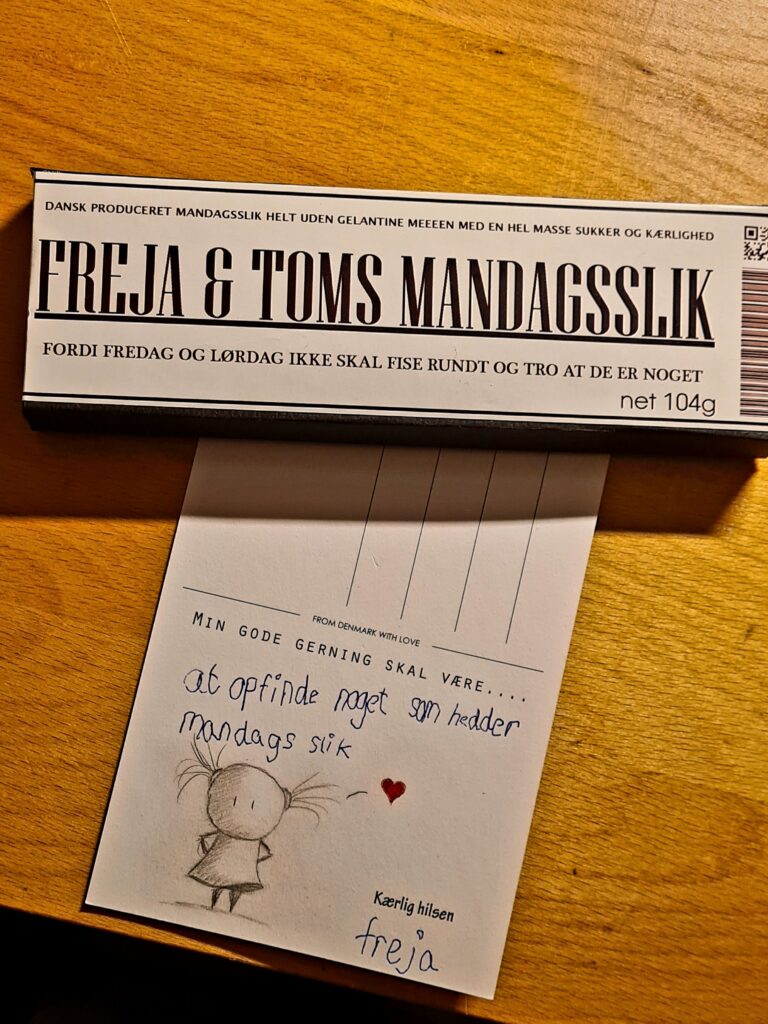 DANSK PRODUCERET MANDAGSSLIK HELT UDEN GELANTINE MEEEEN MED EN HEL MASSE SUKKER OG KÆRLIGHED
FREJA & TOMS MANDAGSSLIK
FORDI FREDAG OG LØRDAG IKKE SKAL FISE RUNDT OG TRO AT DE ER NOGET
net 104g
FROM DENMARK WITH LOVE
MIN GODE GERNING SKAL VÆRE....
at opfinde noget som hedder
mandags slik
Kærlig hilsen
freja